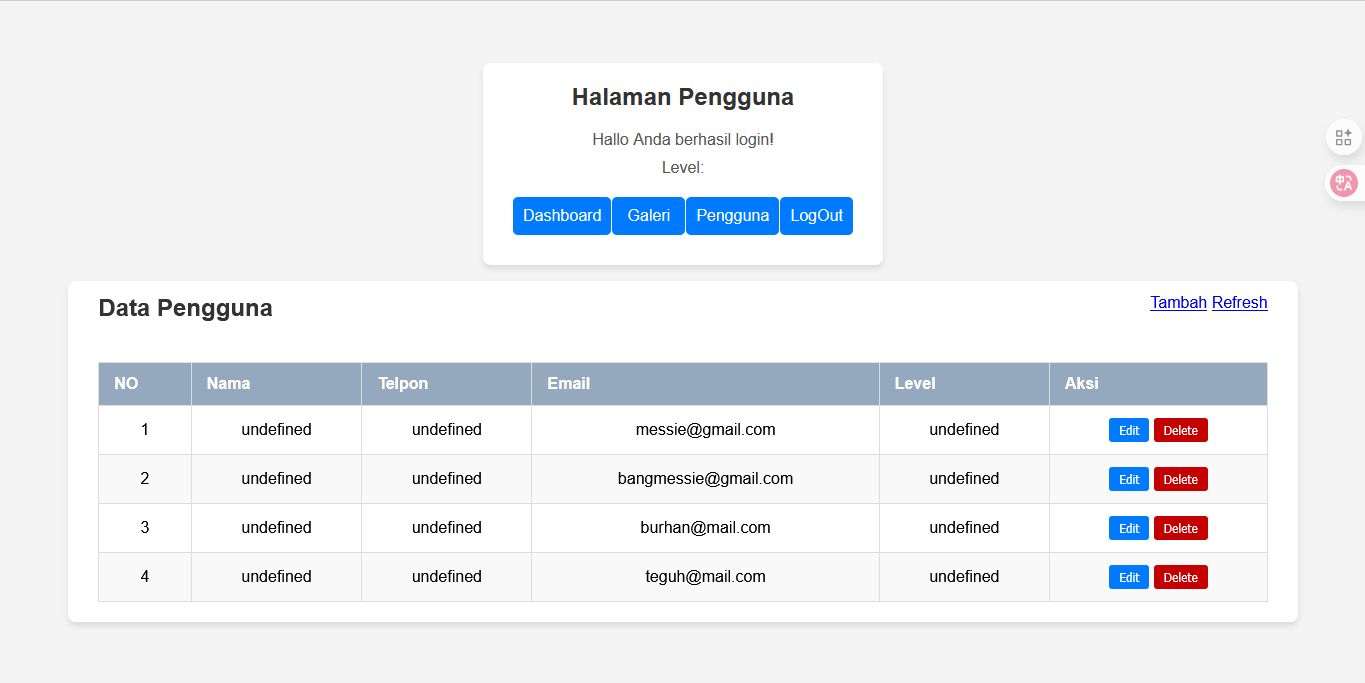 Halaman Pengguna
Hallo Anda berhasil login!
Level:
Dashboard Galeri Pengguna LogOut
Data Pengguna Tambah Refresh
NO Nama Telpon Email Level Aksi
1 undefined undefined messie@gmail.com undefined Edit Delete
2 undefined undefined bangmessie@gmail.com undefined Edit Delete
3 undefined undefined burhan@mail.com undefined Edit Delete
4 undefined undefined teguh@mail.com undefined Edit Delete
中A